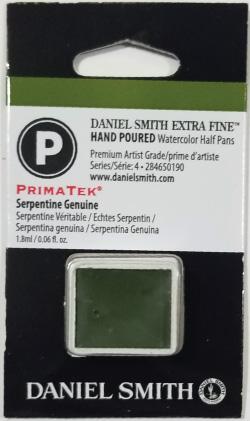 P
DANIEL SMITH EXTRA FINE™
HAND POURED Watercolor Half Pans
Premium Artist Grade/prime d'artiste
Series/Série: 4 • 284650190
www.danielsmith.com
PRIMATEK®
Serpentine Genuine
Serpentine Véritable / Echtes Serpentin /
Serpentina genuina / Serpentina Genuina
1.8ml / 0.06 fl. oz.
DANIEL SMITH